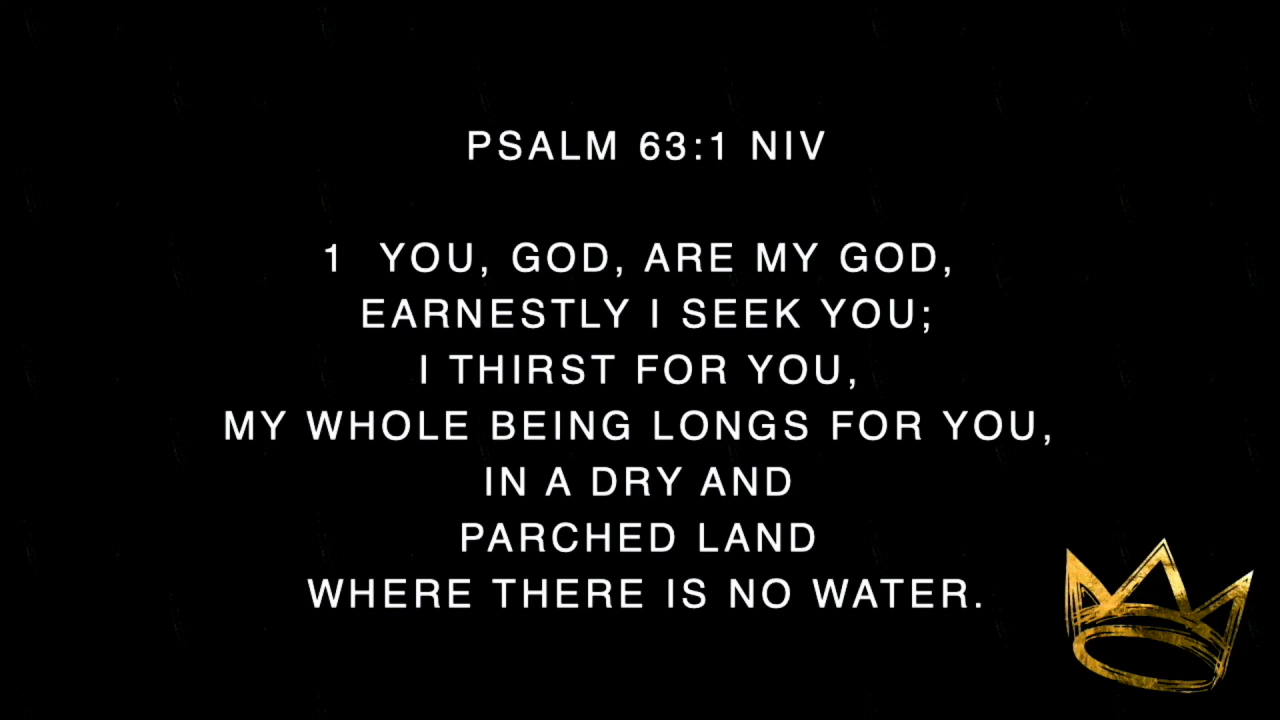 PSALM 63:1 NIV
1 YOU, GOD, ARE MY GOD,
EARNESTLY I SEEK YOU;
I THIRST FOR YOU,
MY WHOLE BEING LONGS FOR YOU,
IN A DRY AND
PARCHED LAND
WHERE THERE IS NO WATER.